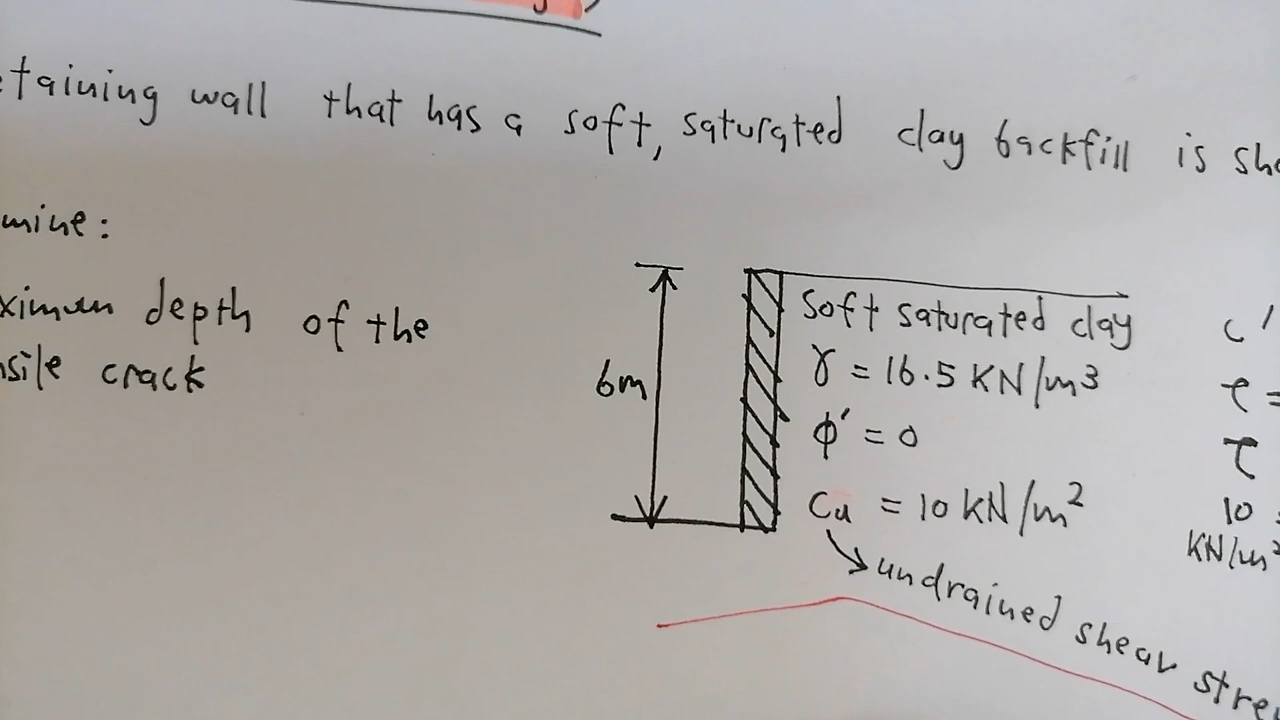 taining wall that has a soft, saturated clay backfill is sh
mine:
ximum depth of the
sile crack
6m
Soft saturated clay
γ = 16.5 KN/m3
ϕ' = 0
Cu = 10 KN/m2
undrained shear stre
c'
τ =
τ
10
KN/m2